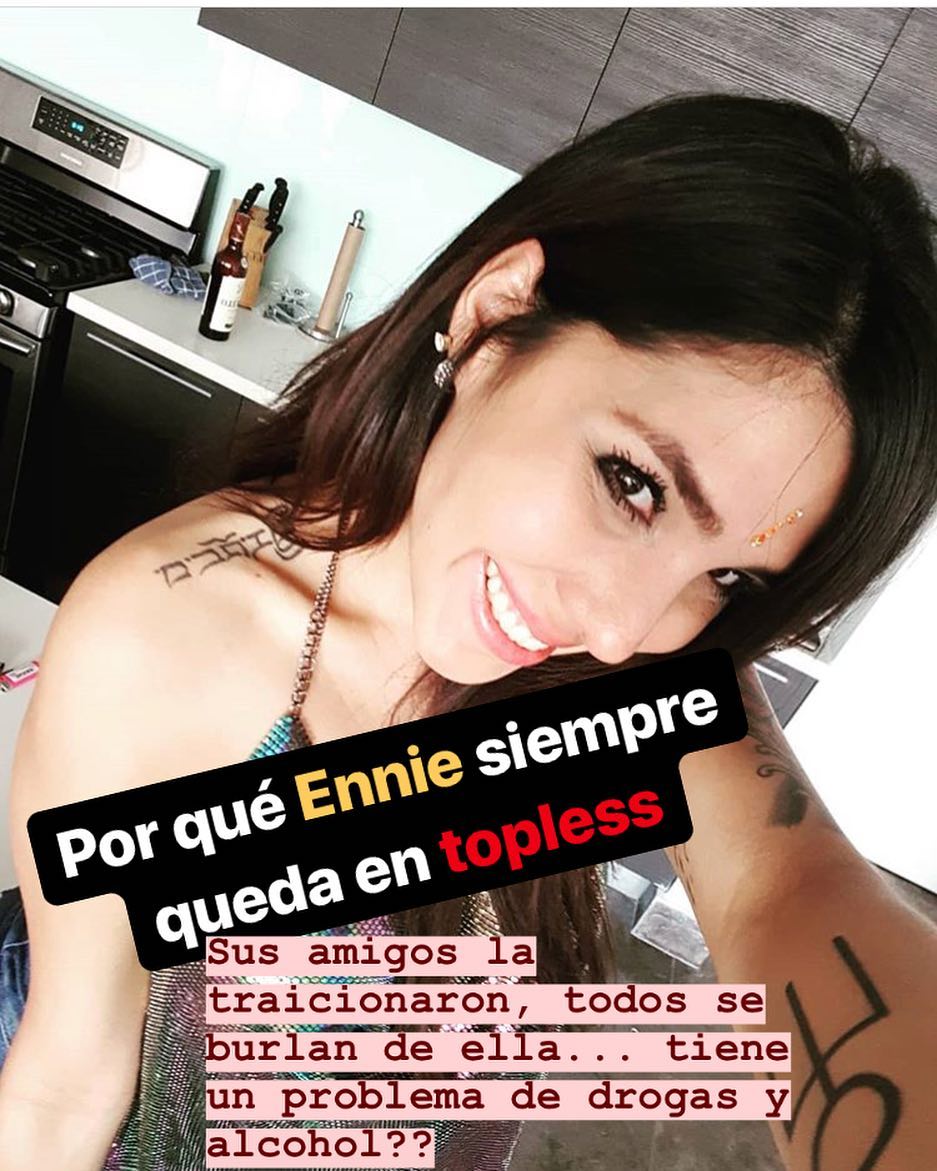 Por qué Ennie siempre
queda en topless
Sus amigos la
traicionaron, todos se
burlan de ella... tiene
un problema de drogas y
alcohol??